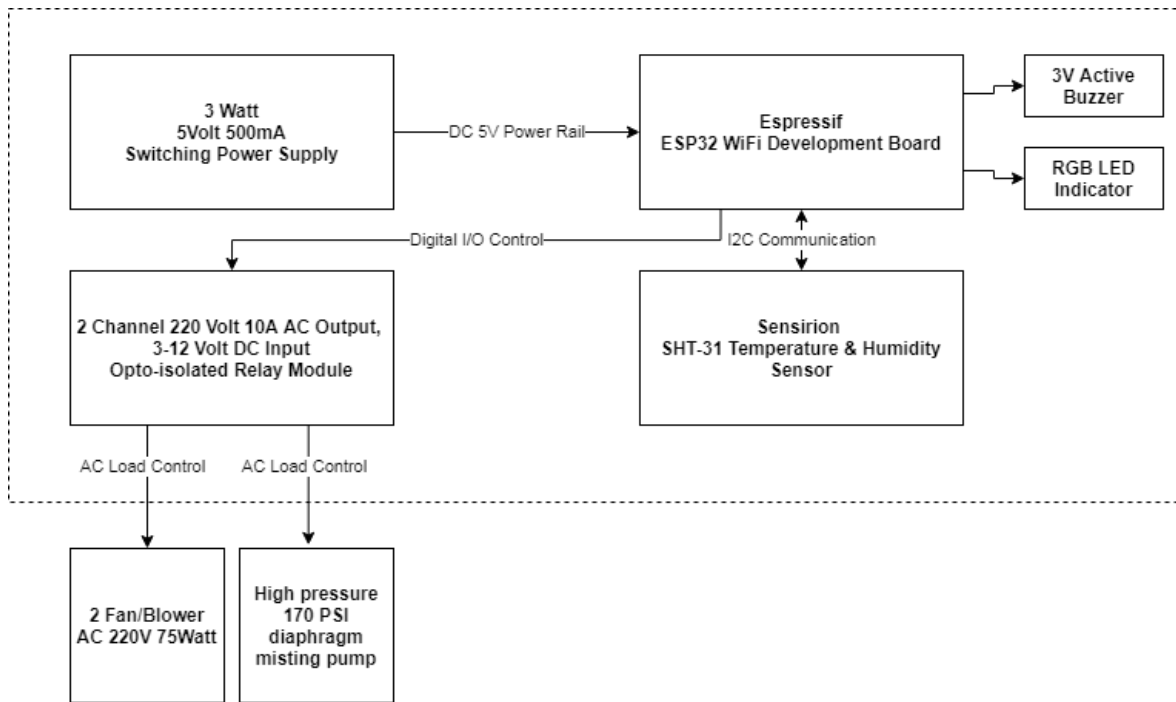 3 Watt
5Volt 500mA
Switching Power Supply
DC 5V Power Rail
Espressif
ESP32 WiFi Development Board
3V Active
Buzzer
RGB LED
Indicator
Digital I/O Control
I2C Communication
2 Channel 220 Volt 10A AC Output,
3-12 Volt DC Input
Opto-isolated Relay Module
Sensirion
SHT-31 Temperature & Humidity
Sensor
AC Load Control
AC Load Control
2 Fan/Blower
AC 220V 75Watt
High pressure
170 PSI
diaphragm
misting pump